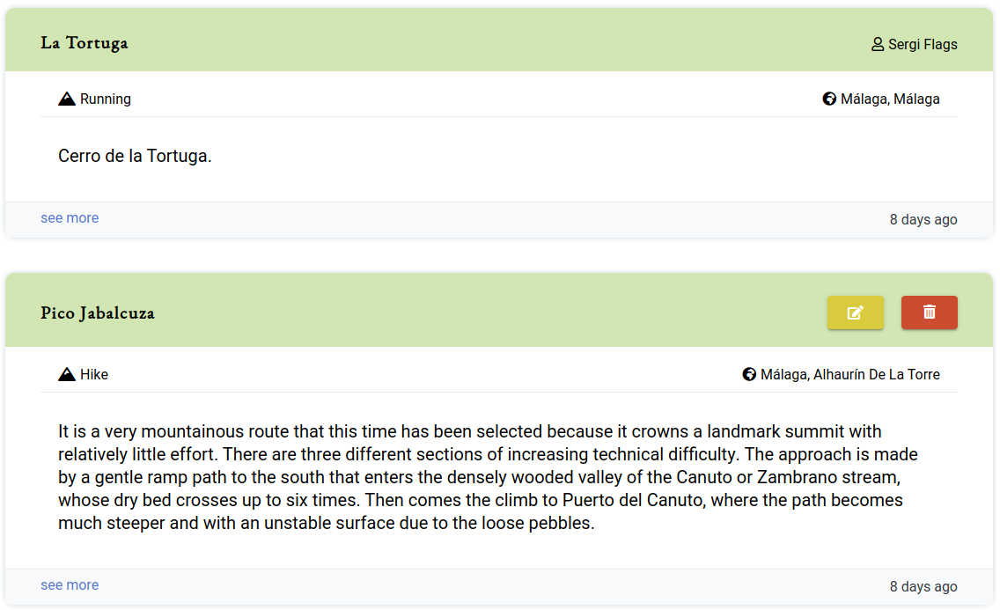 La Tortuga
Sergi Flags
Running
Málaga, Málaga
Cerro de la Tortuga.
see more
8 days ago
Pico Jabalcuza
Hike
Málaga, Alhaurín De La Torre
It is a very mountainous route that this time has been selected because it crowns a landmark summit with
relatively little effort. There are three different sections of increasing technical difficulty. The approach is made
by a gentle ramp path to the south that enters the densely wooded valley of the Canuto or Zambrano stream,
whose dry bed crosses up to six times. Then comes the climb to Puerto del Canuto, where the path becomes
much steeper and with an unstable surface due to the loose pebbles.
see more
8 days ago